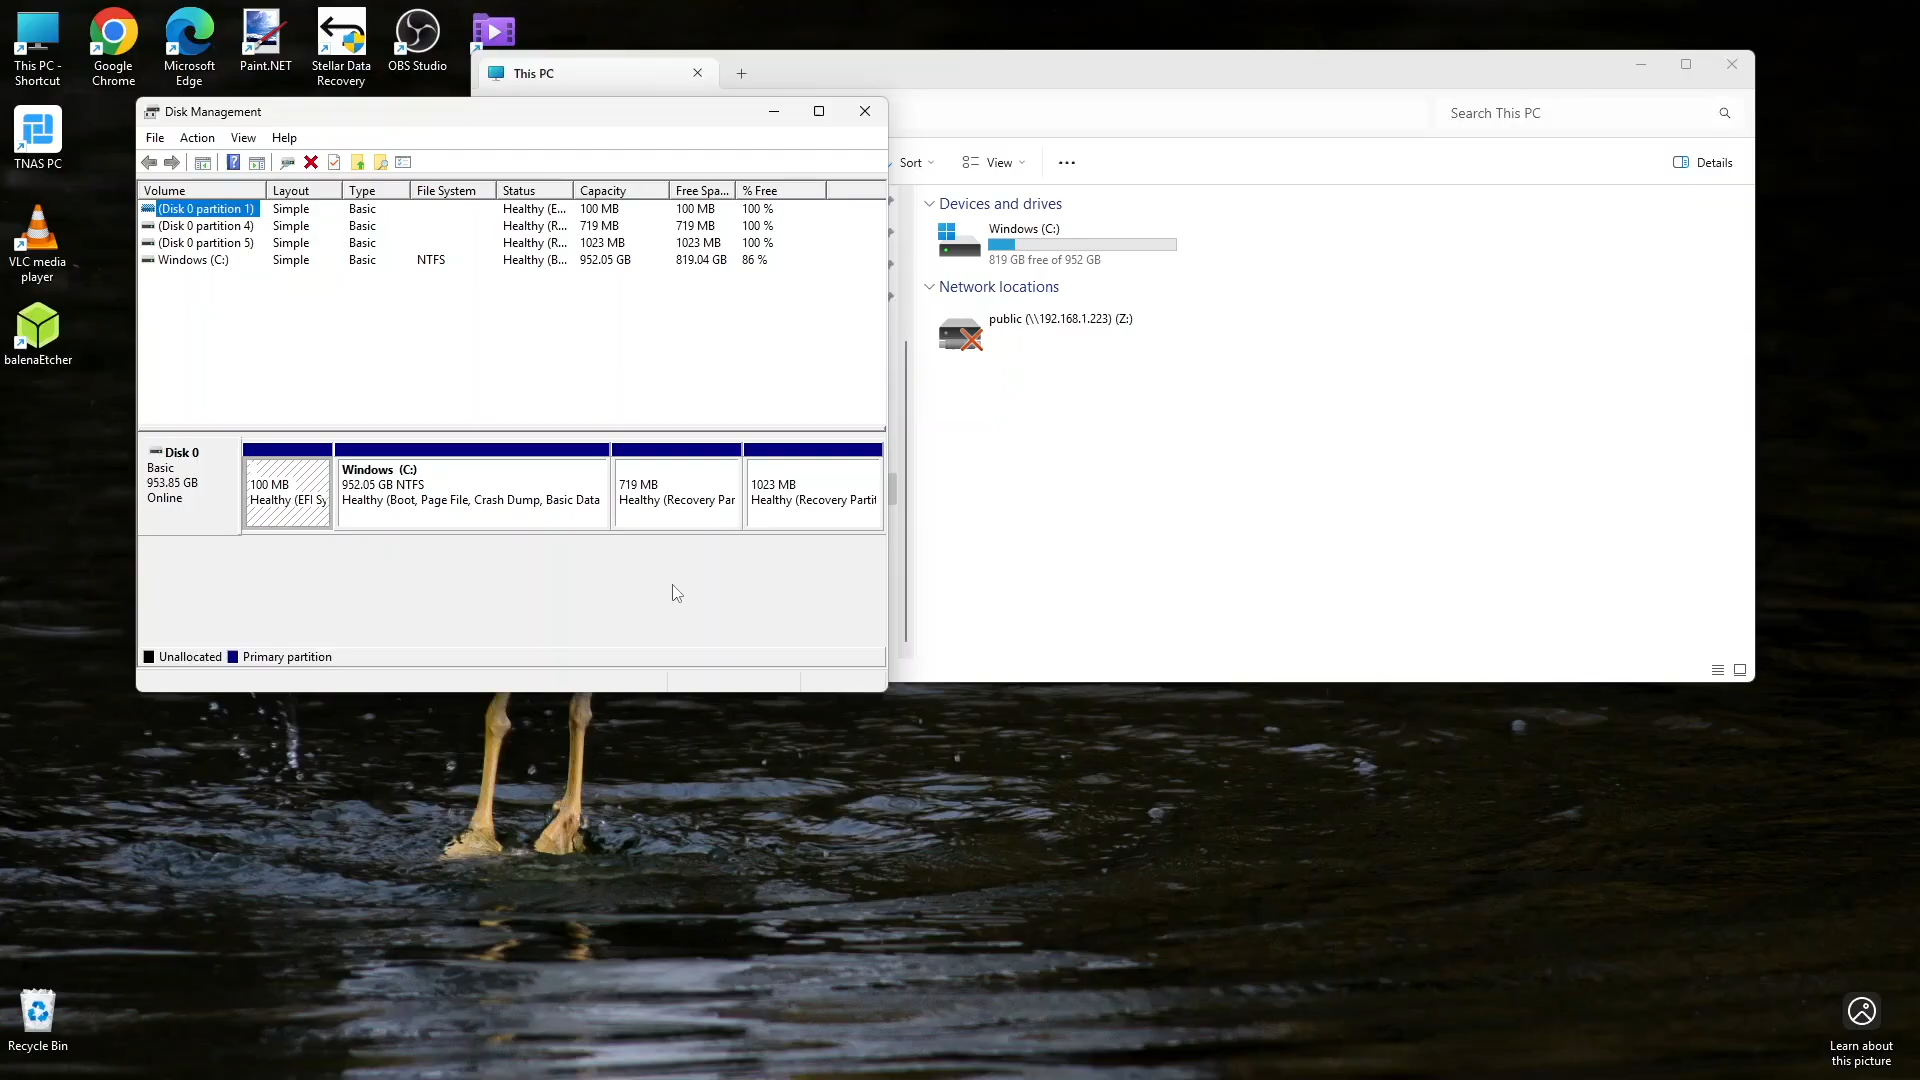 This PC -
Shortcut
Google
Chrome
Microsoft
Edge
Paint.NET
Stellar Data
Recovery
OBS Studio
TNAS PC
VLC media
player
balenaEtcher
Recycle Bin
This PC
Search This PC
Sort
View
Details
Devices and drives
Windows (C:)
819 GB free of 952 GB
Network locations
public (\\192.168.1.223) (Z:)
Disk Management
File Action View Help
Volume Layout Type File System Status Capacity Free Spa... % Free
(Disk 0 partition 1) Simple Basic Healthy (E... 100 MB 100 MB 100 %
(Disk 0 partition 4) Simple Basic Healthy (R... 719 MB 719 MB 100 %
(Disk 0 partition 5) Simple Basic Healthy (R... 1023 MB 1023 MB 100 %
Windows (C:) Simple Basic NTFS Healthy (B... 952.05 GB 819.04 GB 86 %
Disk 0
Basic
953.85 GB
Online
100 MB
Healthy (EFI Sy
Windows (C:)
952.05 GB NTFS
Healthy (Boot, Page File, Crash Dump, Basic Data
719 MB
Healthy (Recovery Par
1023 MB
Healthy (Recovery Partit
Unallocated Primary partition
Learn about
this picture